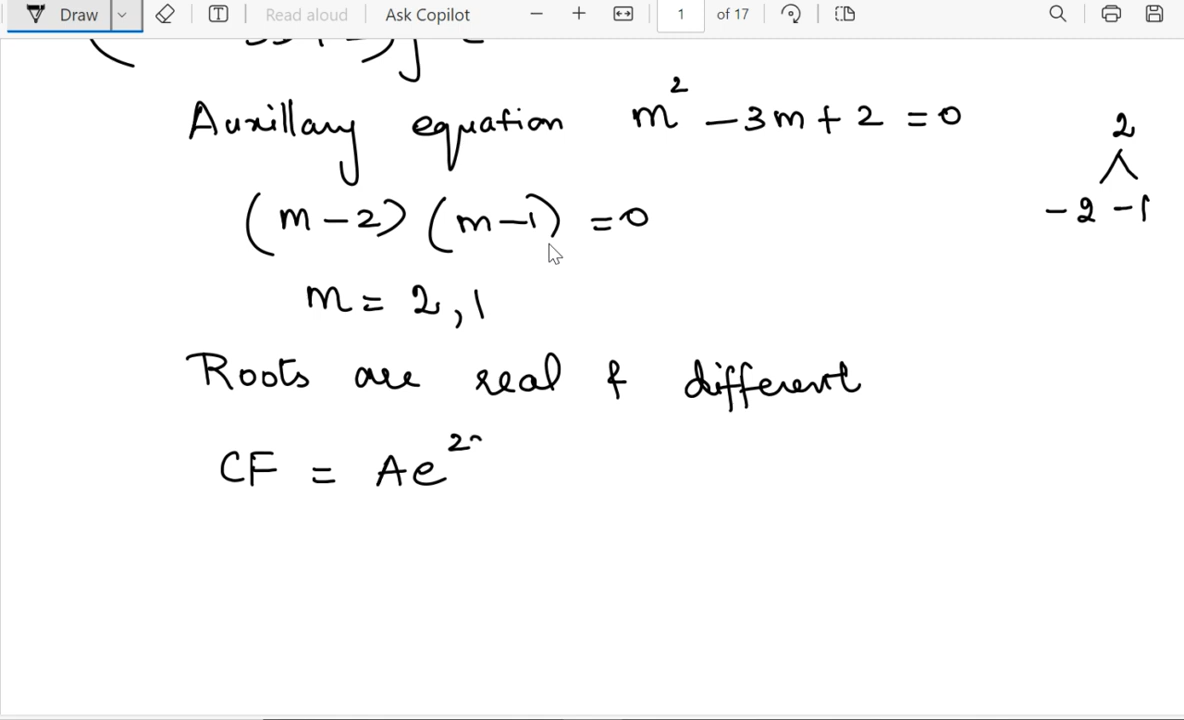 Draw Read aloud Ask Copilot 1 of 17
Auxillary equation m² - 3m + 2 = 0
2
(m - 2) (m - 1) = 0
-2 -1
m = 2, 1
Roots are real & different
CF = Ae²